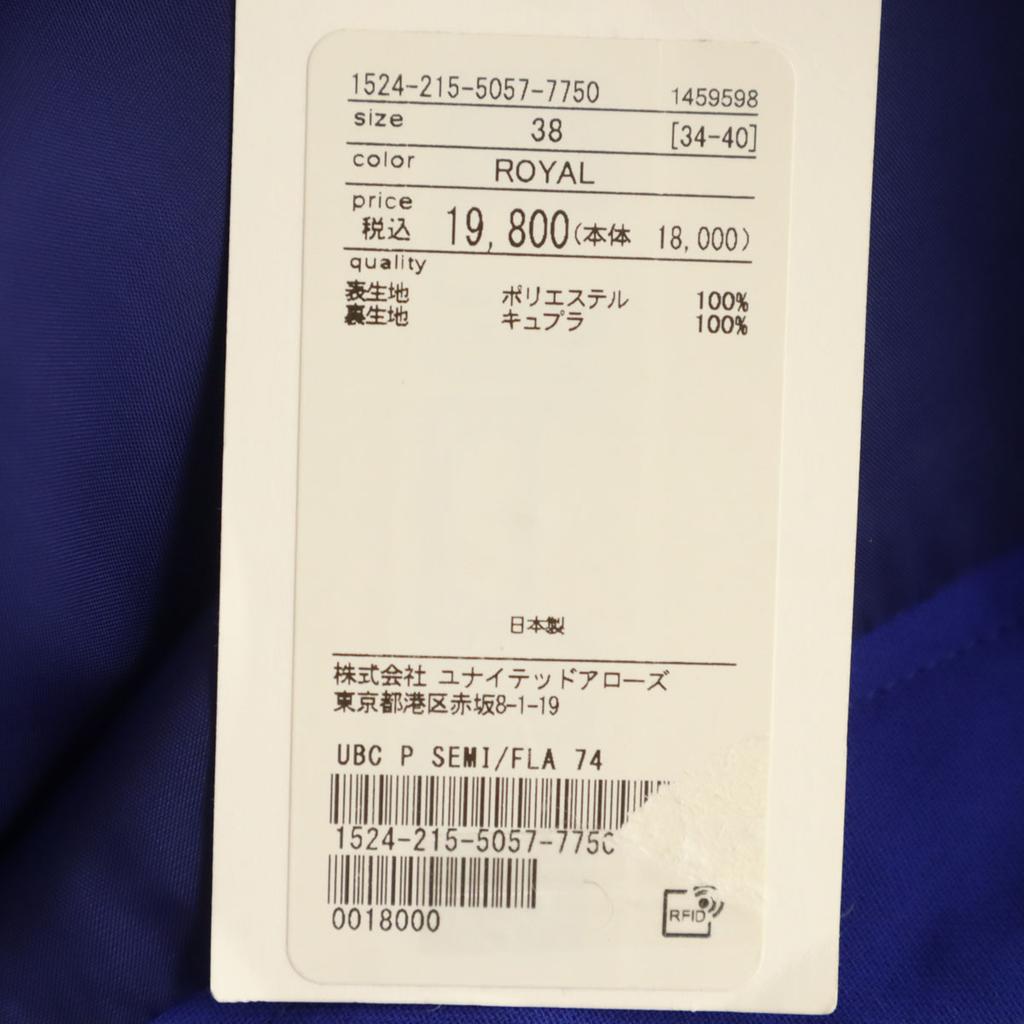 1524-215-5057-7750 1459598
size 38 [34-40]
color ROYAL
price
税込 19,800(本体 18,000)
quality
表生地 ポリエステル 100%
裏生地 キュプラ 100%
日本製
株式会社 ユナイテッドアローズ
東京都港区赤坂8-1-19
UBC P SEMI/FLA 74
1524-215-5057-775
0018000
RFID